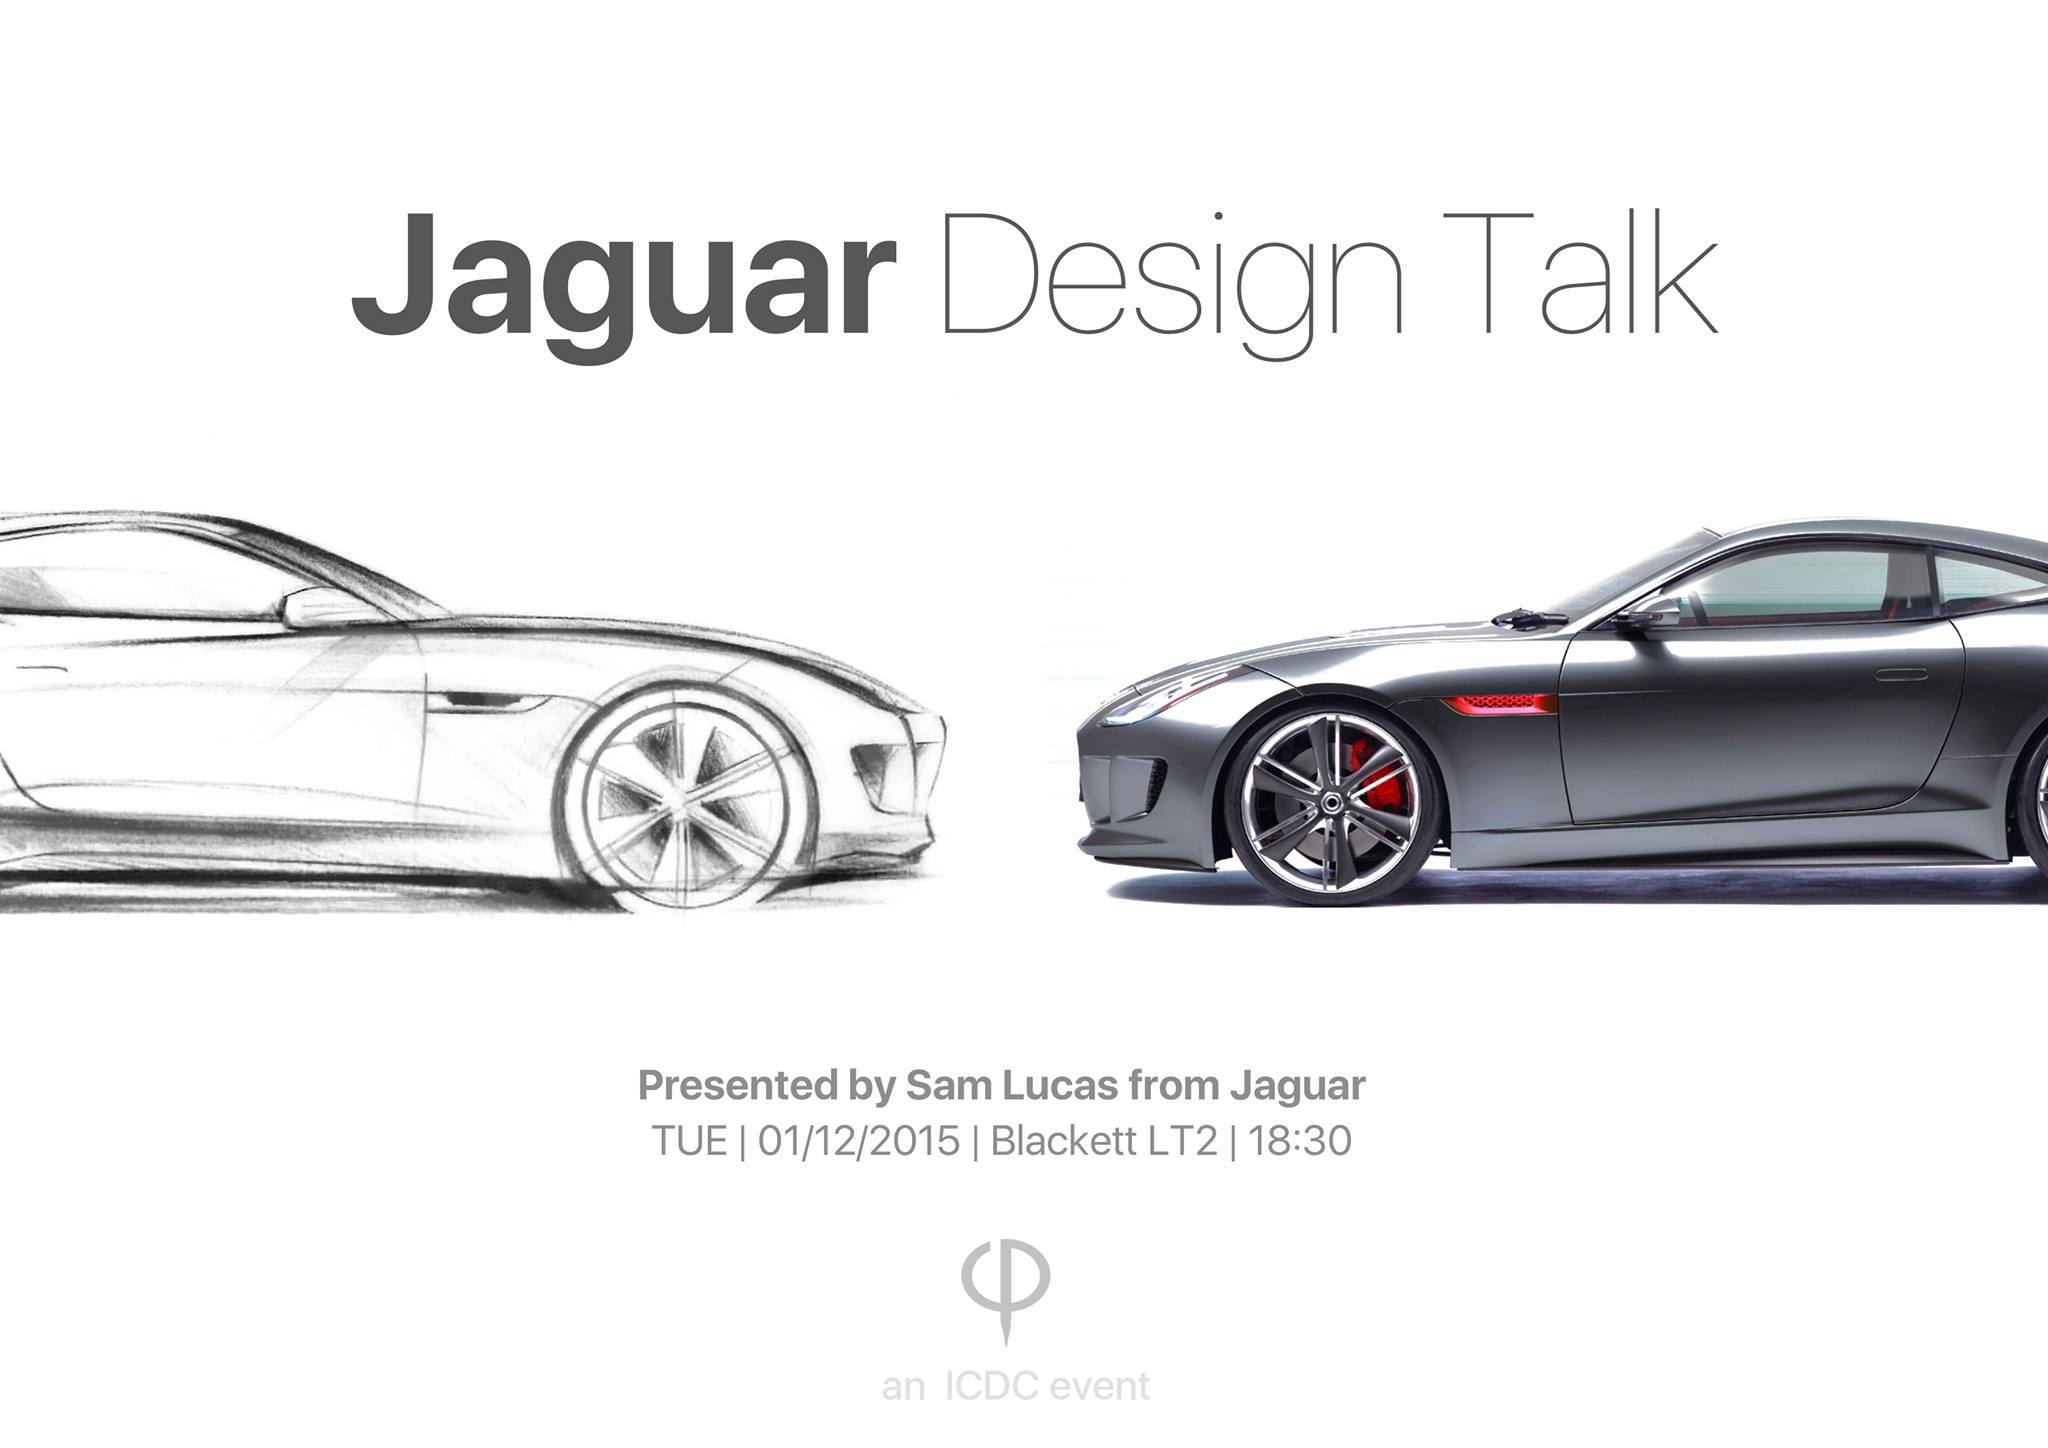 Jaguar Design Talk
Presented by Sam Lucas from Jaguar
TUE | 01/12/2015 | Blackett LT2 | 18:30
an ICDC event